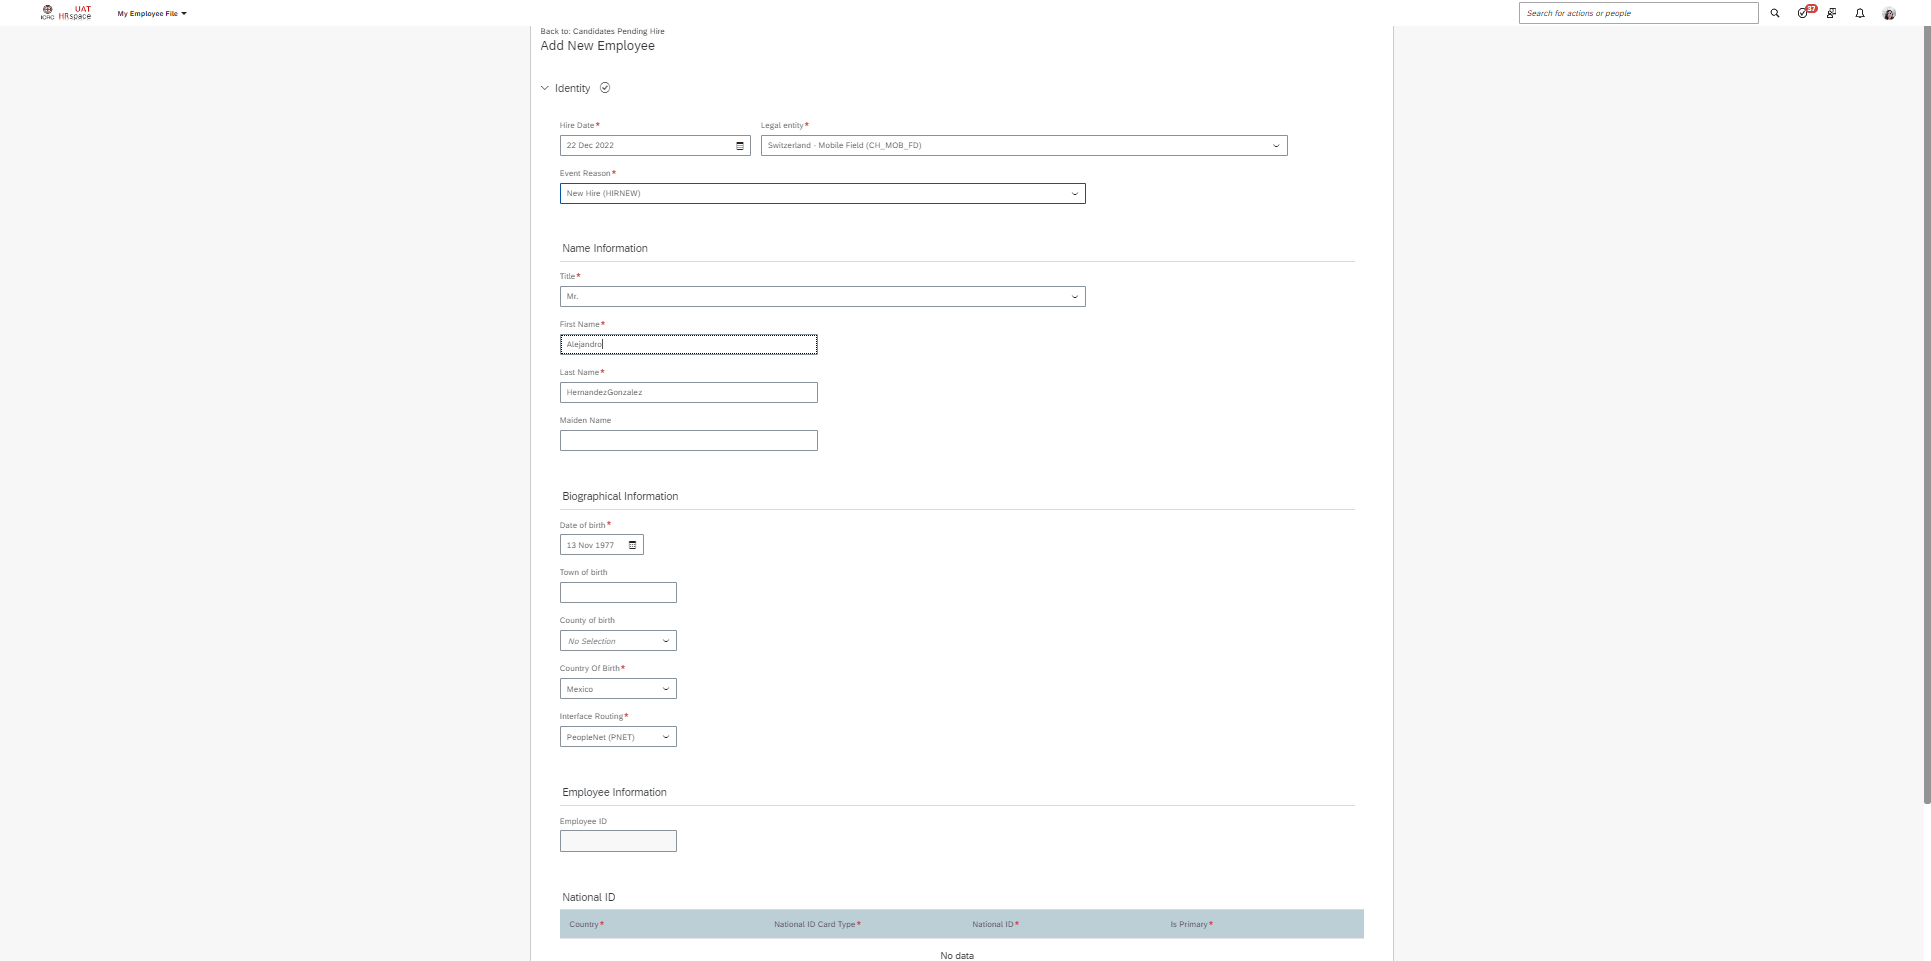 UAT
ICRC HRspace My Employee File Search for actions or people 37
Back to: Candidates Pending Hire
Add New Employee
Identity
Hire Date* Legal entity*
22 Dec 2022 Switzerland - Mobile Field (CH_MOB_FD)
Event Reason*
New Hire (HIRNEW)
Name Information
Title*
Mr.
First Name*
Alejandro
Last Name*
HernandezGonzalez
Maiden Name
Biographical Information
Date of birth*
13 Nov 1977
Town of birth
County of birth
No Selection
Country Of Birth*
Mexico
Interface Routing*
PeopleNet (PNET)
Employee Information
Employee ID
National ID
Country* National ID Card Type* National ID* Is Primary*
No data